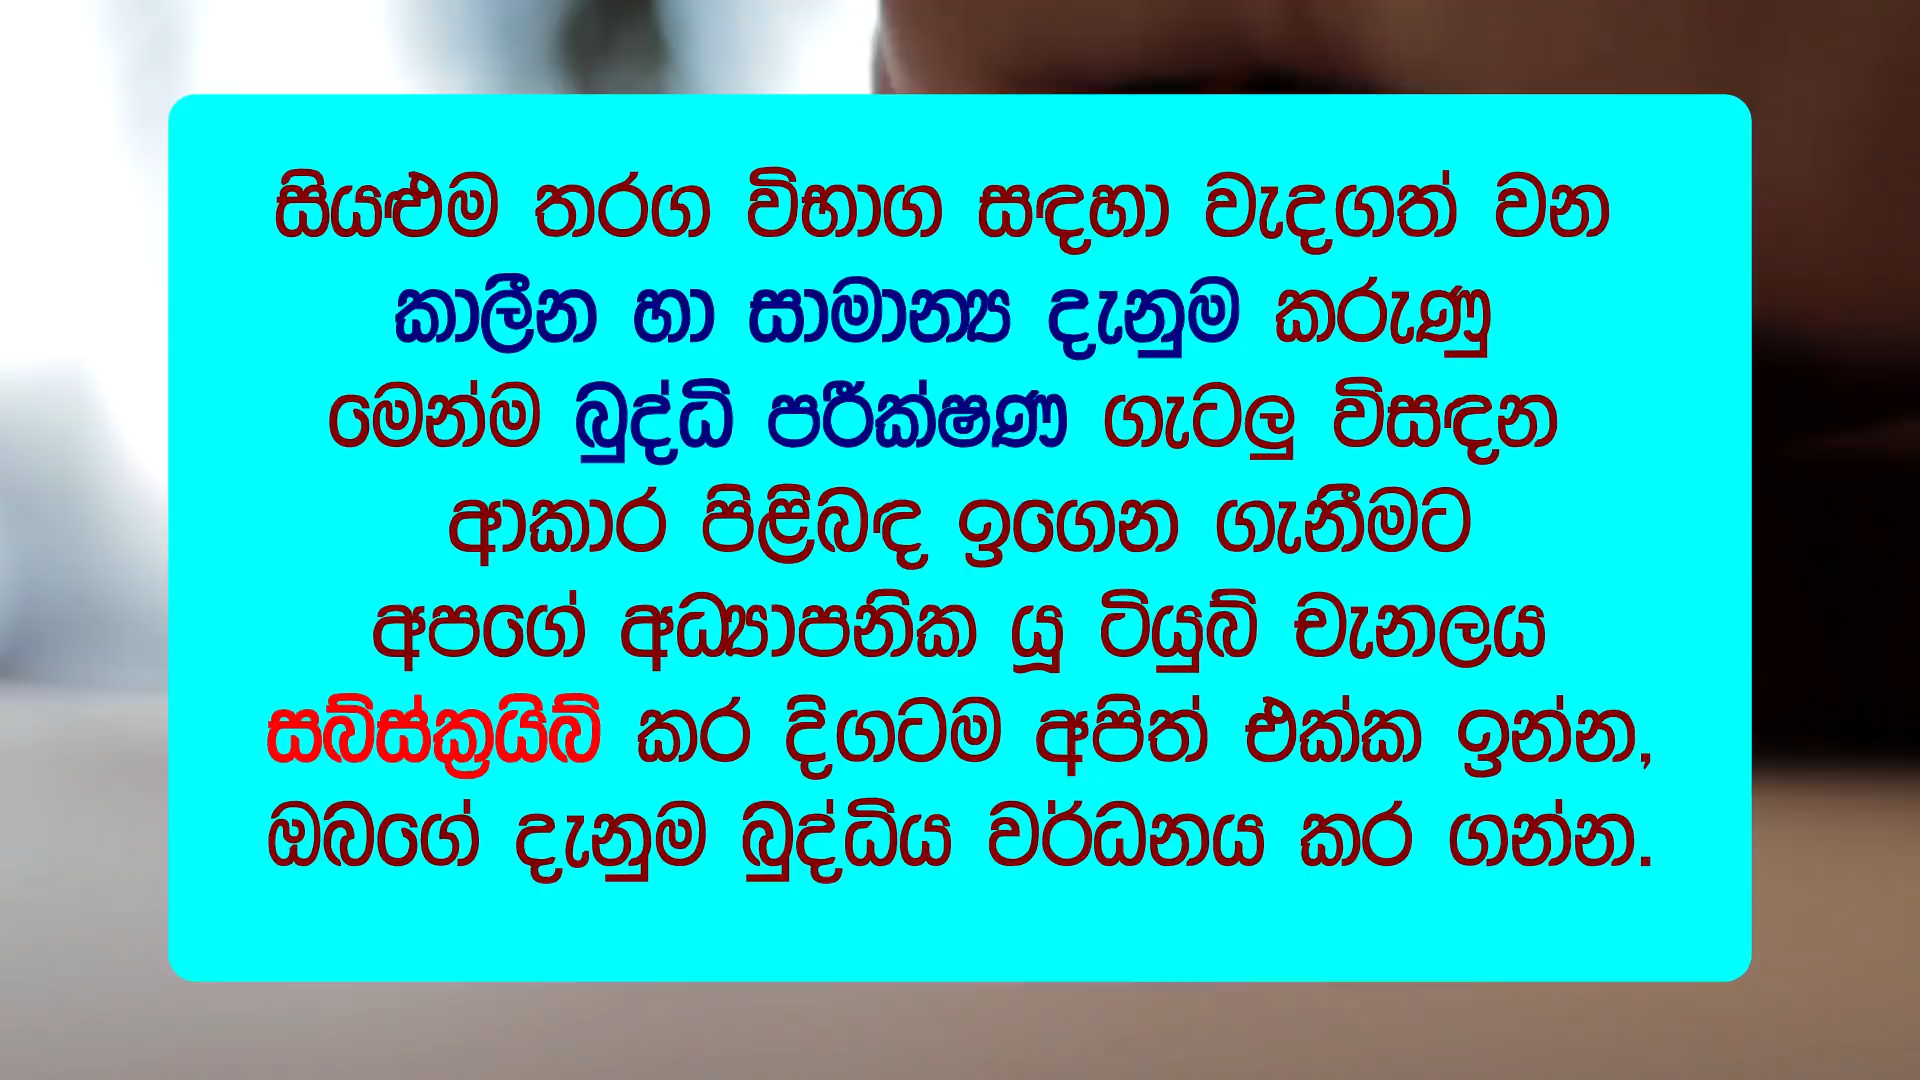 සියළුම තරග විභාග සඳහා වැදගත් වන
කාලීන හා සාමාන්‍ය දැනුම කරුණු
මෙන්ම බුද්ධි පරීක්ෂණ ගැටලු විසඳන
ආකාර පිළිබඳ ඉගෙන ගැනීමට
අපගේ අධ්‍යාපනික යූ ටියුබ් චැනලය
සබ්ස්ක්‍රයිබ් කර දිගටම අපිත් එක්ක ඉන්න,
ඔබගේ දැනුම බුද්ධිය වර්ධනය කර ගන්න.